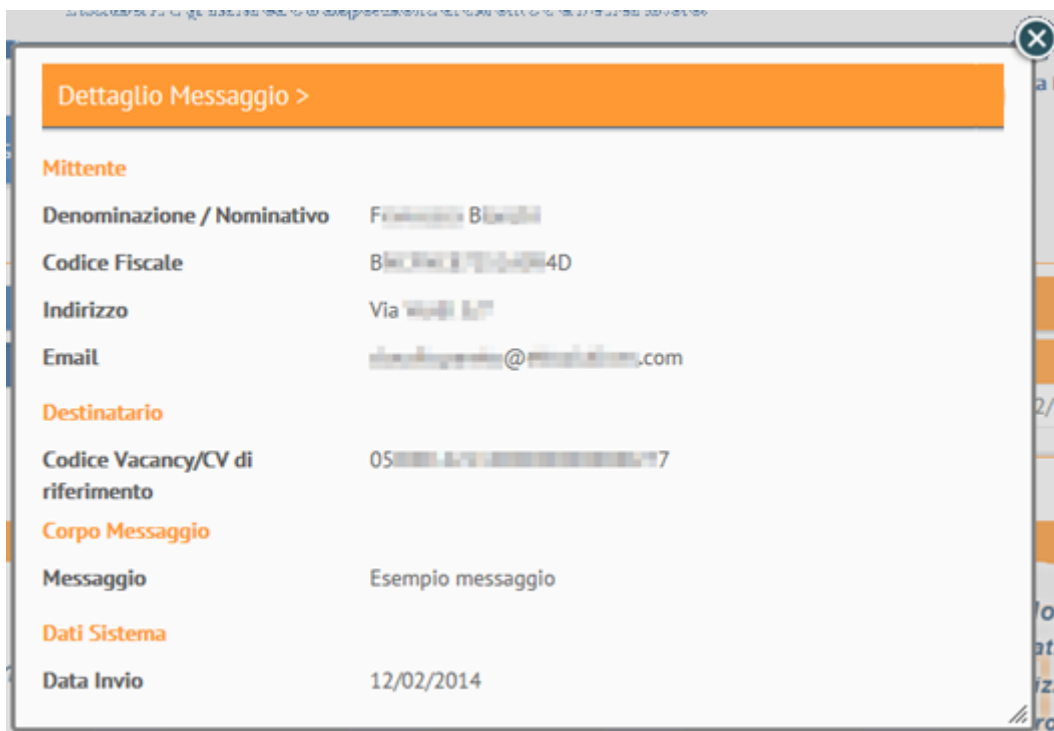 Dettaglio Messaggio >
Mittente
Denominazione / Nominativo
Codice Fiscale
Indirizzo Via
Email @ .com
Destinatario
Codice Vacancy/CV di
riferimento
Corpo Messaggio
Messaggio Esempio messaggio
Dati Sistema
Data Invio 12/02/2014